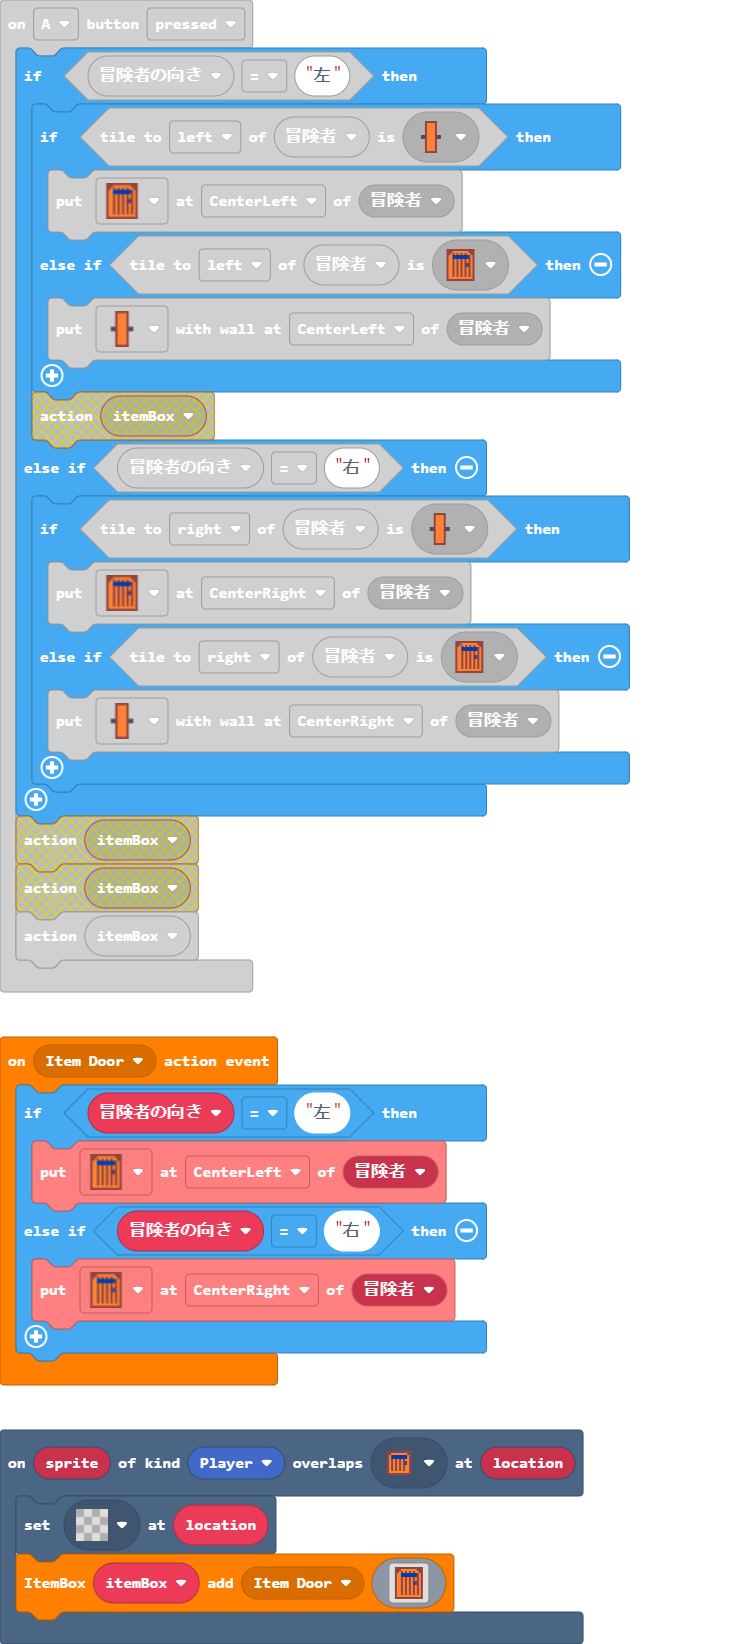 on A button pressed
if 冒険者の向き = "左" then
if tile to left of 冒険者 is then
put at CenterLeft of 冒険者
else if tile to left of 冒険者 is then
put with wall at CenterLeft of 冒険者
action itemBox
else if 冒険者の向き = "右" then
if tile to right of 冒険者 is then
put at CenterRight of 冒険者
else if tile to right of 冒険者 is then
put with wall at CenterRight of 冒険者
action itemBox
action itemBox
action itemBox
on Item Door action event
if 冒険者の向き = "左" then
put at CenterLeft of 冒険者
else if 冒険者の向き = "右" then
put at CenterRight of 冒険者
on sprite of kind Player overlaps at location
set at location
ItemBox itemBox add Item Door